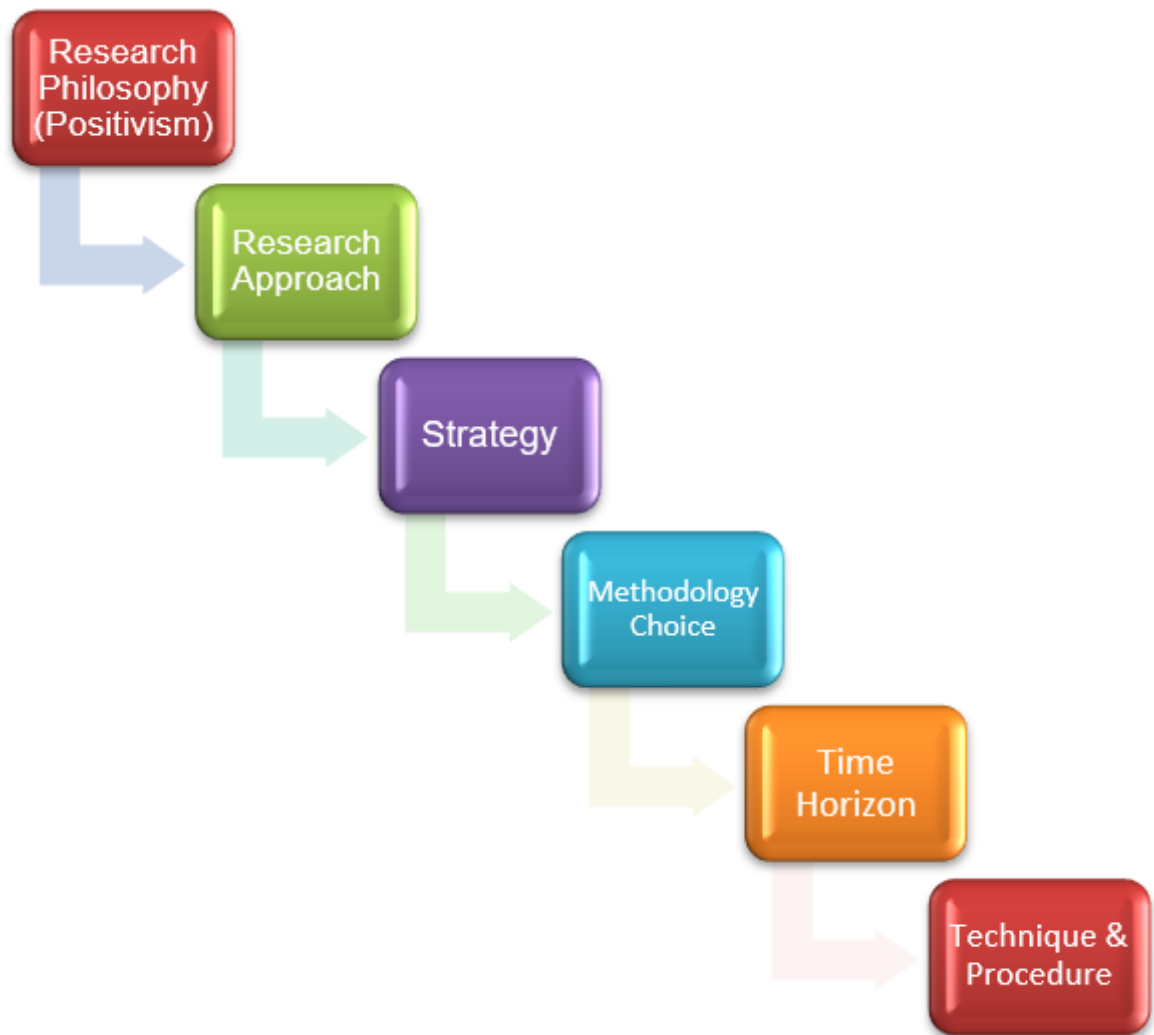 Research
Philosophy
(Positivism)
Research
Approach
Strategy
Methodology
Choice
Time
Horizon
Technique &
Procedure